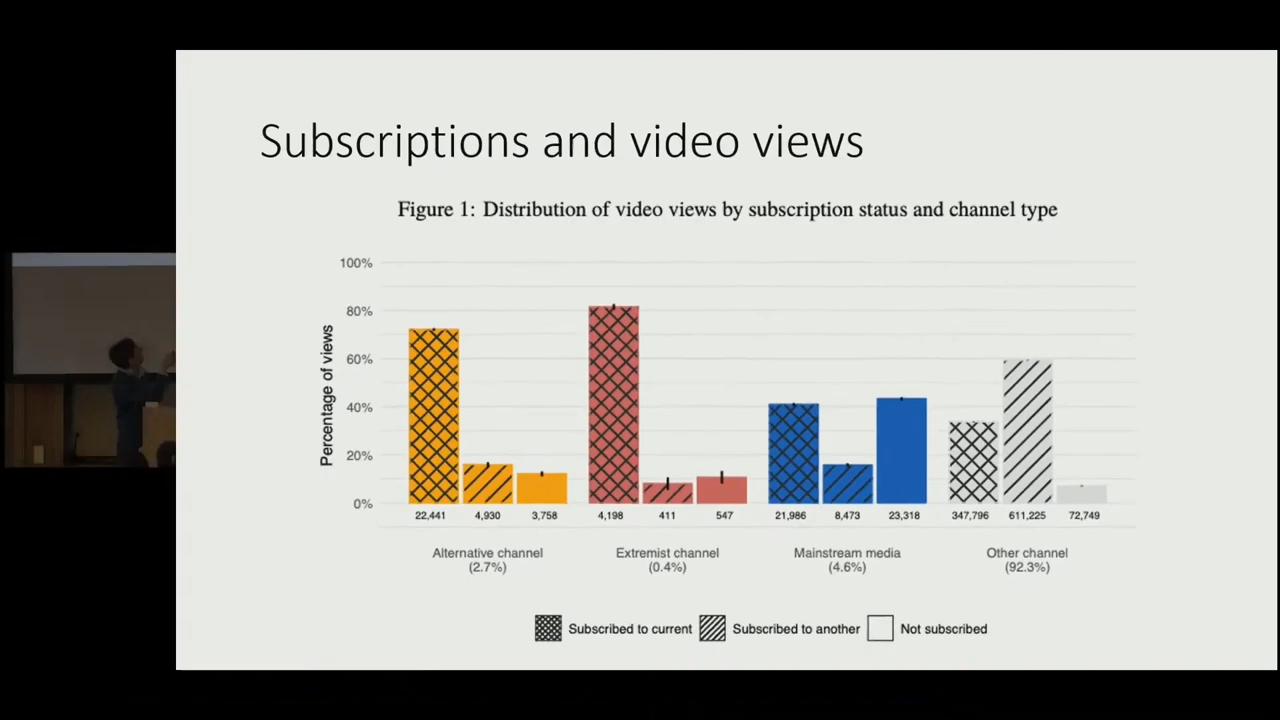 Subscriptions and video views
Figure 1: Distribution of video views by subscription status and channel type
Percentage of views
100%
80%
60%
40%
20%
0%
22,441 4,930 3,758 4,198 411 547 21,986 8,473 23,318 347,796 611,225 72,749
Alternative channel Extremist channel Mainstream media Other channel
(2.7%) (0.4%) (4.6%) (92.3%)
Subscribed to current Subscribed to another Not subscribed